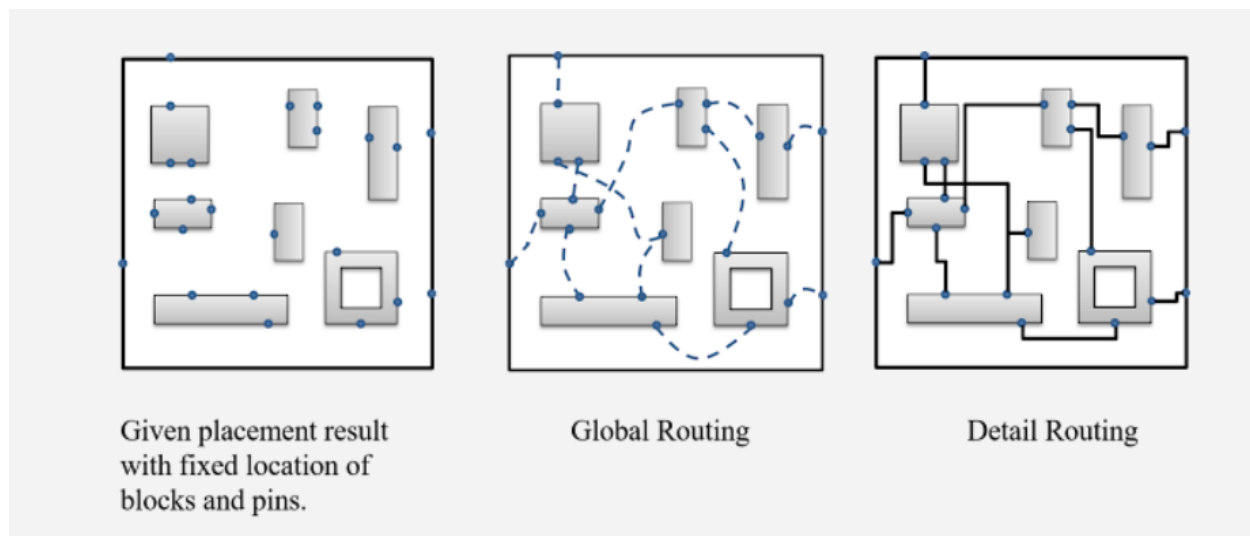 Given placement result
with fixed location of
blocks and pins.
Global Routing
Detail Routing